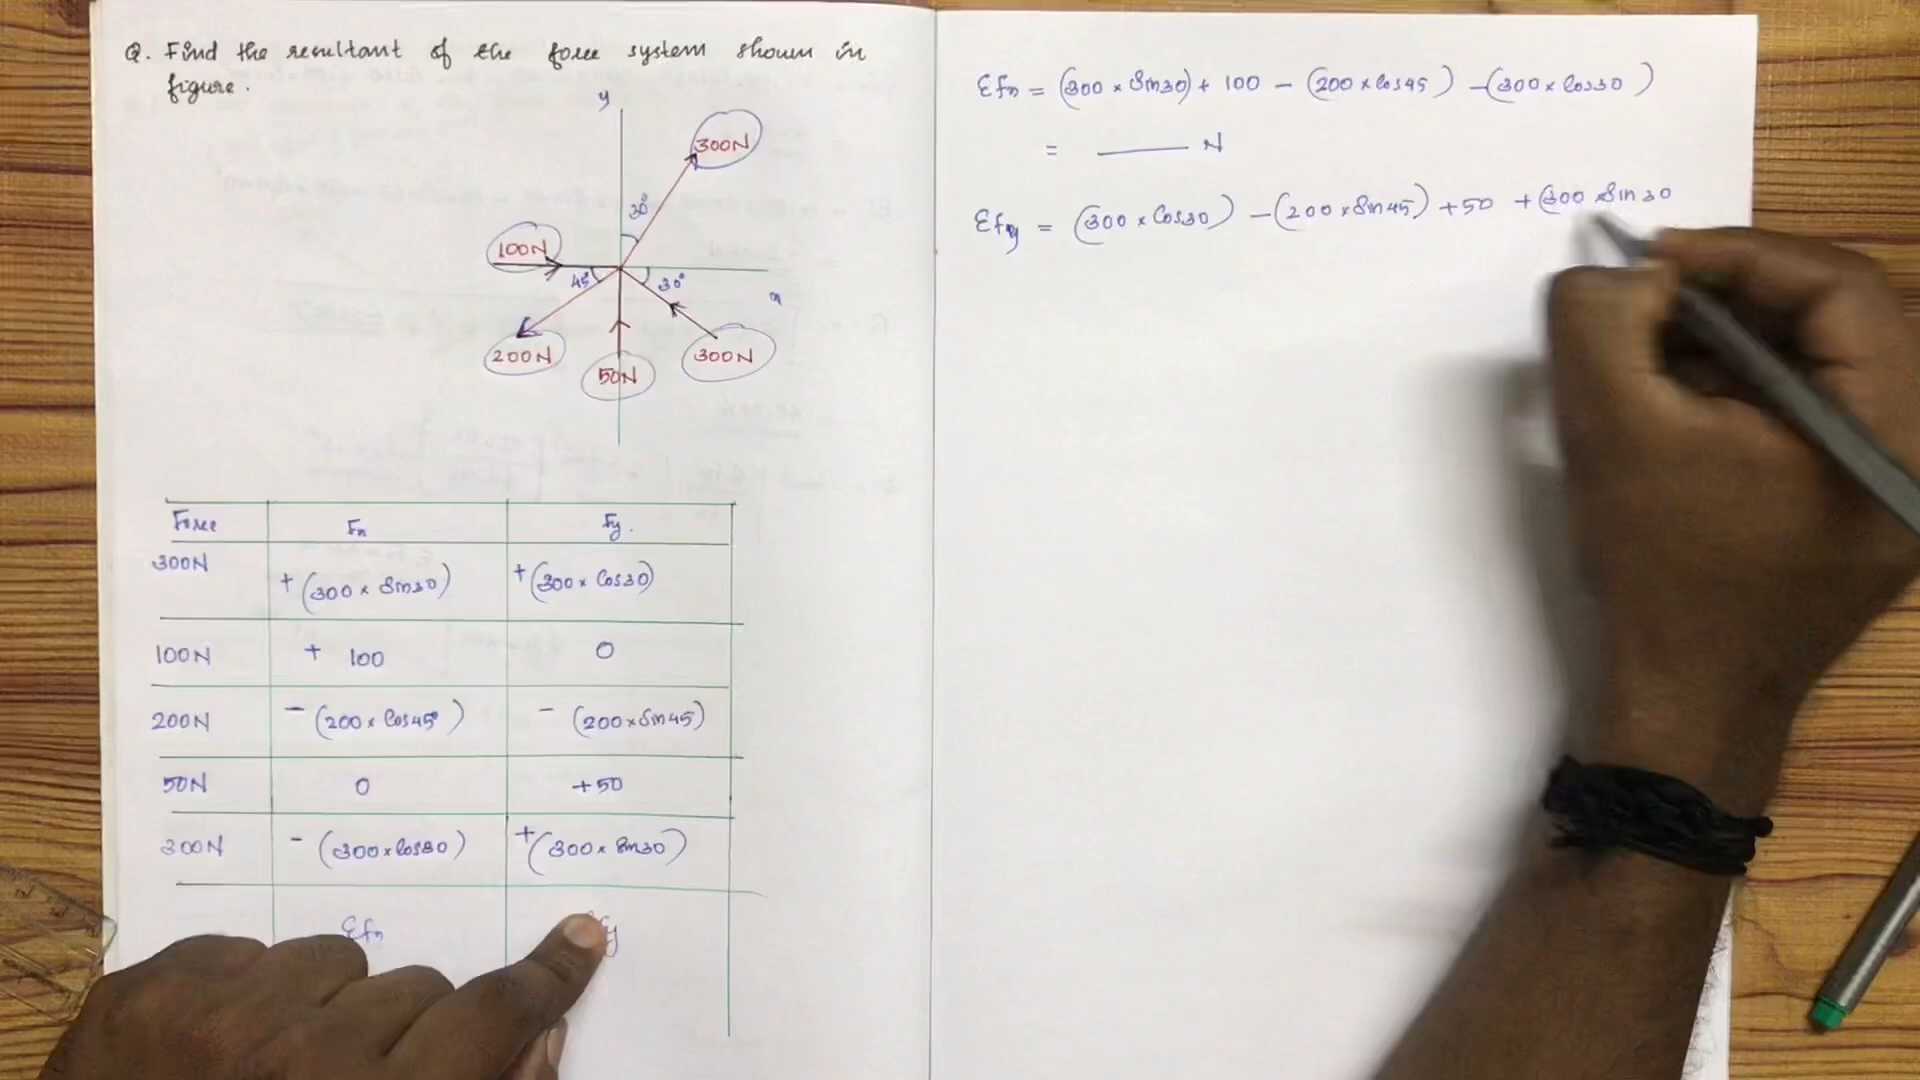 Q. Find the resultant of the force system shown in
figure.
y
300N
30°
100N
45°
30°
x
200N
50N
300N
Force Fx Fy.
300N +(300 × Sin30) +(300 × Cos30)
100N + 100 0
200N - (200 × Cos45°) - (200 × Sin45)
50N 0 +50
300N - (300 × Cos30) +(300 × Sin30)
Σfx y
Σfx = (300 × Sin30) + 100 - (200 × Cos45) - (300 × Cos30)
= ___ N
Σfy = (300 × Cos30) - (200 × Sin45) + 50 + (300 × Sin30